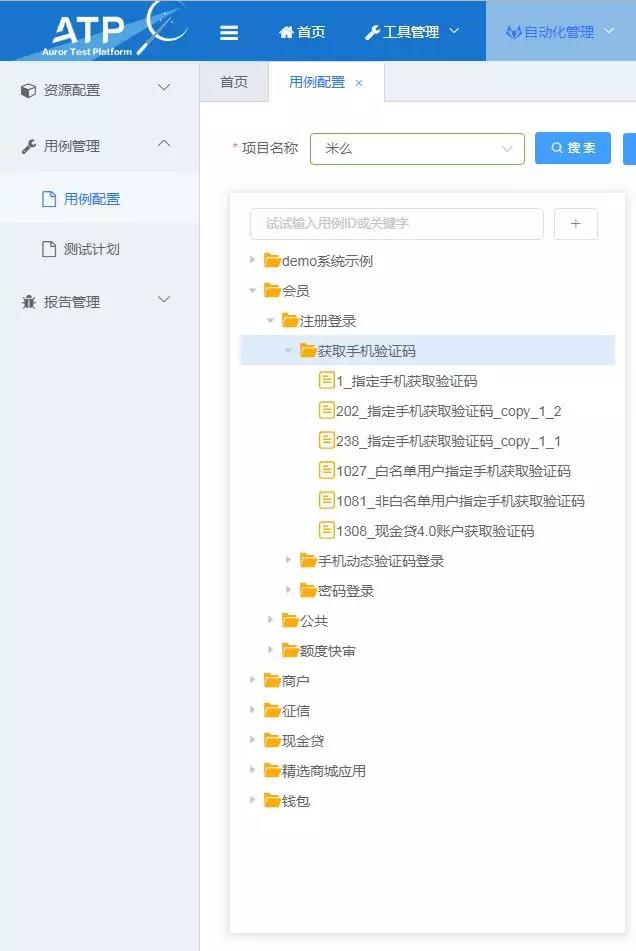 ATP
Auror Test Platform
首页
工具管理
自动化管理
资源配置
用例管理
用例配置
测试计划
报告管理
首页
用例配置 ×
* 项目名称
米么
搜索
试试输入用例ID或关键字
+
demo系统示例
会员
注册登录
获取手机验证码
1_指定手机获取验证码
202_指定手机获取验证码_copy_1_2
238_指定手机获取验证码_copy_1_1
1027_白名单用户指定手机获取验证码
1081_非白名单用户指定手机获取验证码
1308_现金贷4.0账户获取验证码
手机动态验证码登录
密码登录
公共
额度快审
商户
征信
现金贷
精选商城应用
钱包